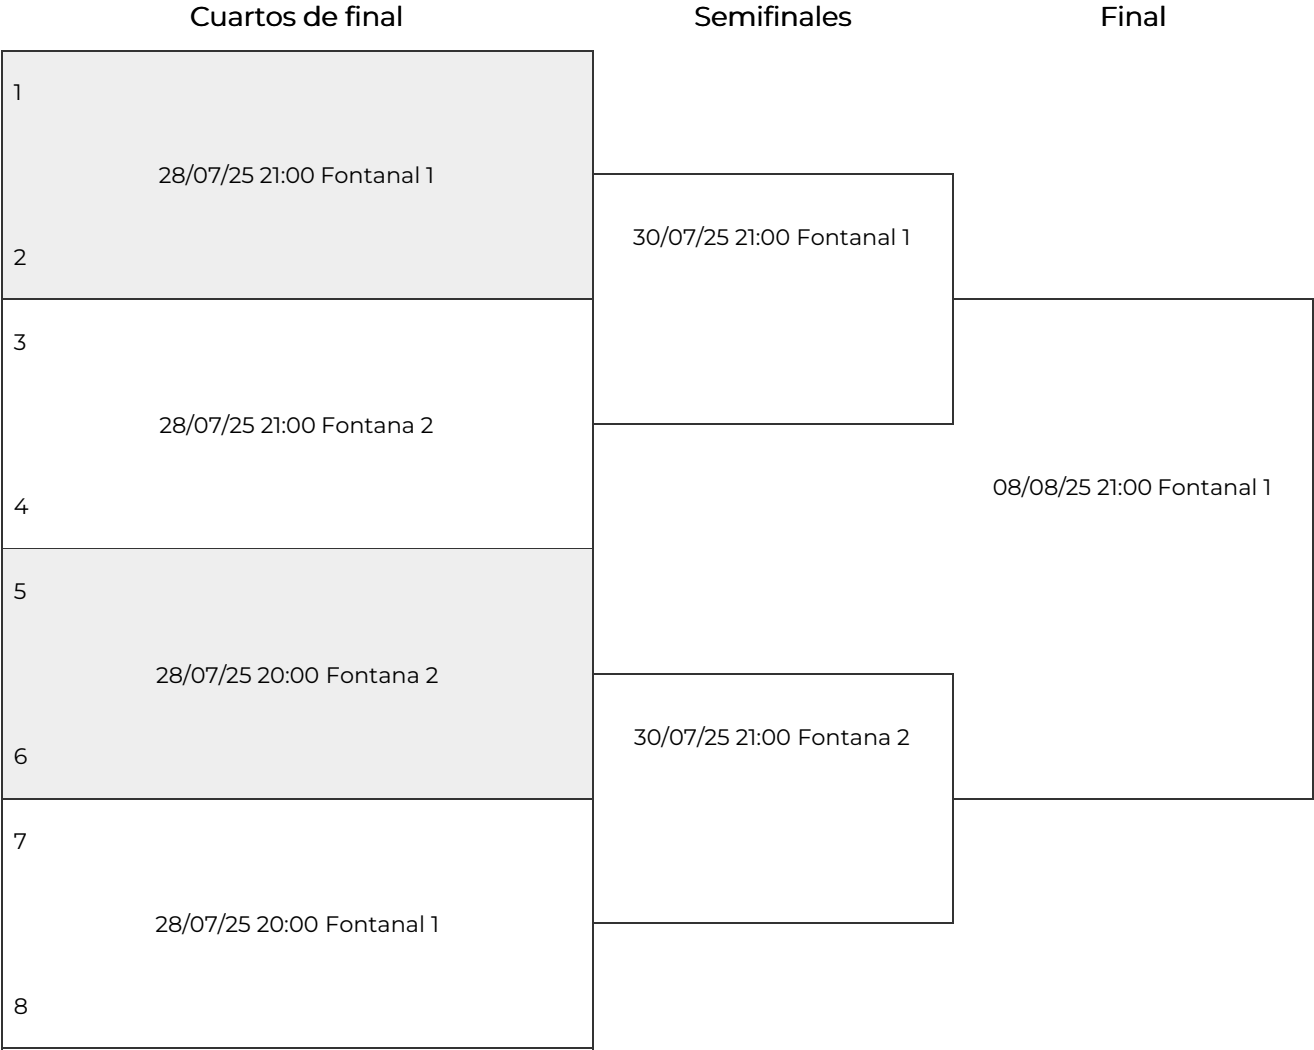 Cuartos de final
Semifinales
Final
1
28/07/25 21:00 Fontanal 1
2
3
28/07/25 21:00 Fontana 2
4
5
28/07/25 20:00 Fontana 2
6
7
28/07/25 20:00 Fontanal 1
8
30/07/25 21:00 Fontanal 1
30/07/25 21:00 Fontana 2
08/08/25 21:00 Fontanal 1